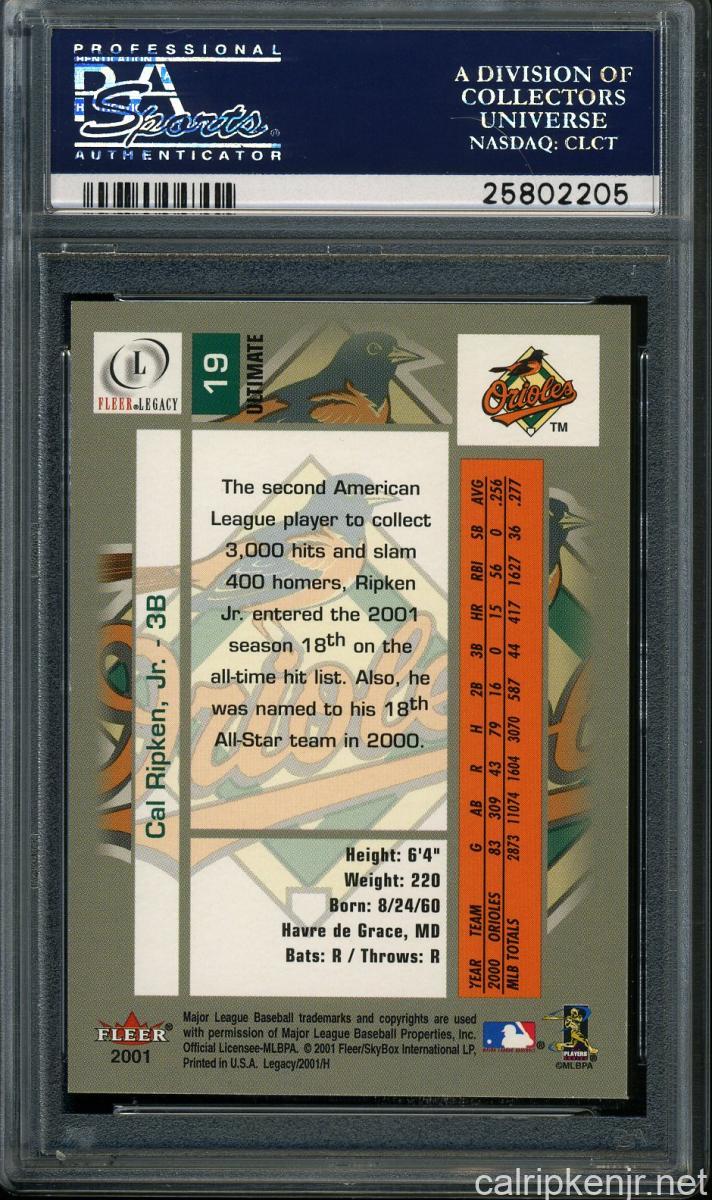 PROFESSIONAL
PSA
Sports
AUTHENTICATOR
A DIVISION OF
COLLECTORS
UNIVERSE
NASDAQ: CLCT
25802205
L
FLEER LEGACY
19
ULTIMATE
Orioles
TM
Cal Ripken, Jr. - 3B
The second American
League player to collect
3,000 hits and slam
400 homers, Ripken
Jr. entered the 2001
season 18th on the
all-time hit list. Also, he
was named to his 18th
All-Star team in 2000.
Height: 6'4"
Weight: 220
Born: 8/24/60
Havre de Grace, MD
Bats: R / Throws: R
YEAR TEAM G AB R H 2B 3B HR RBI SB AVG
2000 ORIOLES 83 309 43 79 16 0 15 56 0 .256
MLB TOTALS 2873 11074 1604 3070 587 44 417 1627 36 .277
FLEER®
2001
Major League Baseball trademarks and copyrights are used
with permission of Major League Baseball Properties, Inc.
Official Licensee-MLBPA. © 2001 Fleer/SkyBox International LP,
Printed in U.S.A. Legacy/2001/H
PLAYERS
©MLBPA
calripkenjr.net